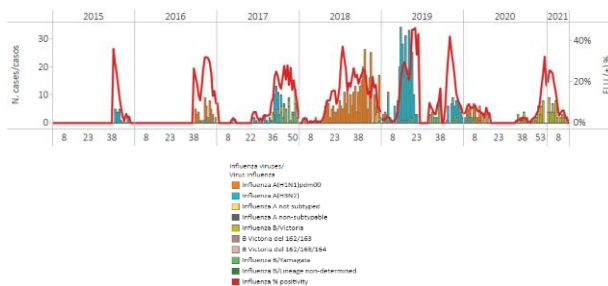 2015 2016 2017 2018 2019 2020 2021
30
20
10
0
N. cases/casos
40%
20%
0%
8 23 38 8 23 38 8 22 36 8 23 38 8 23 38 8 23 38 53 8
Influenza viruses/
Virus influenza
Influenza A(H1N1)pdm09
Influenza A(H3N2)
Influenza A not subtyped
Influenza A non-subtypable
Influenza B/Victoria
B Victoria del 162/163
B Victoria del 162/163/164
Influenza B/Yamagata
Influenza B/Lineage non-determined
Influenza % positivity